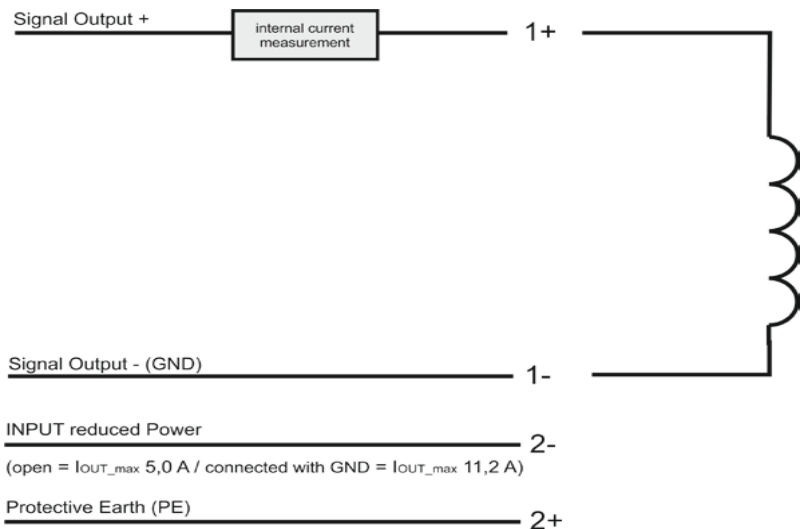 Signal Output +
internal current
measurement
1+
Signal Output - (GND)
1-
INPUT reduced Power
2-
(open = IOUT_max 5,0 A / connected with GND = IOUT_max 11,2 A)
Protective Earth (PE)
2+